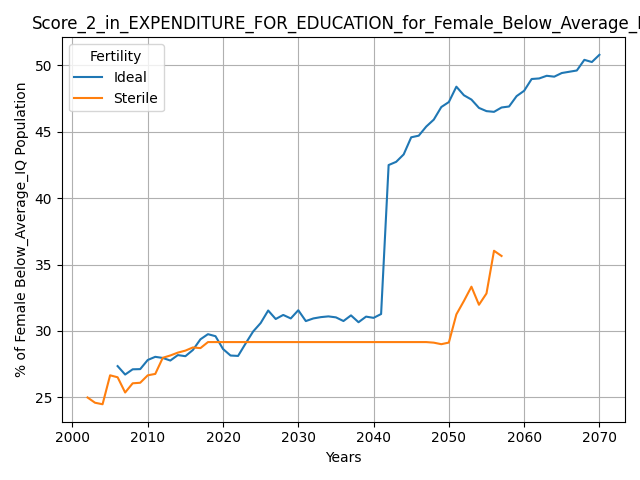 Score_2_in_EXPENDITURE_FOR_EDUCATION_for_Female_Below_Average_I
Fertility
Ideal
Sterile
% of Female Below_Average_IQ Population
50
45
40
35
30
25
2000 2010 2020 2030 2040 2050 2060 2070
Years